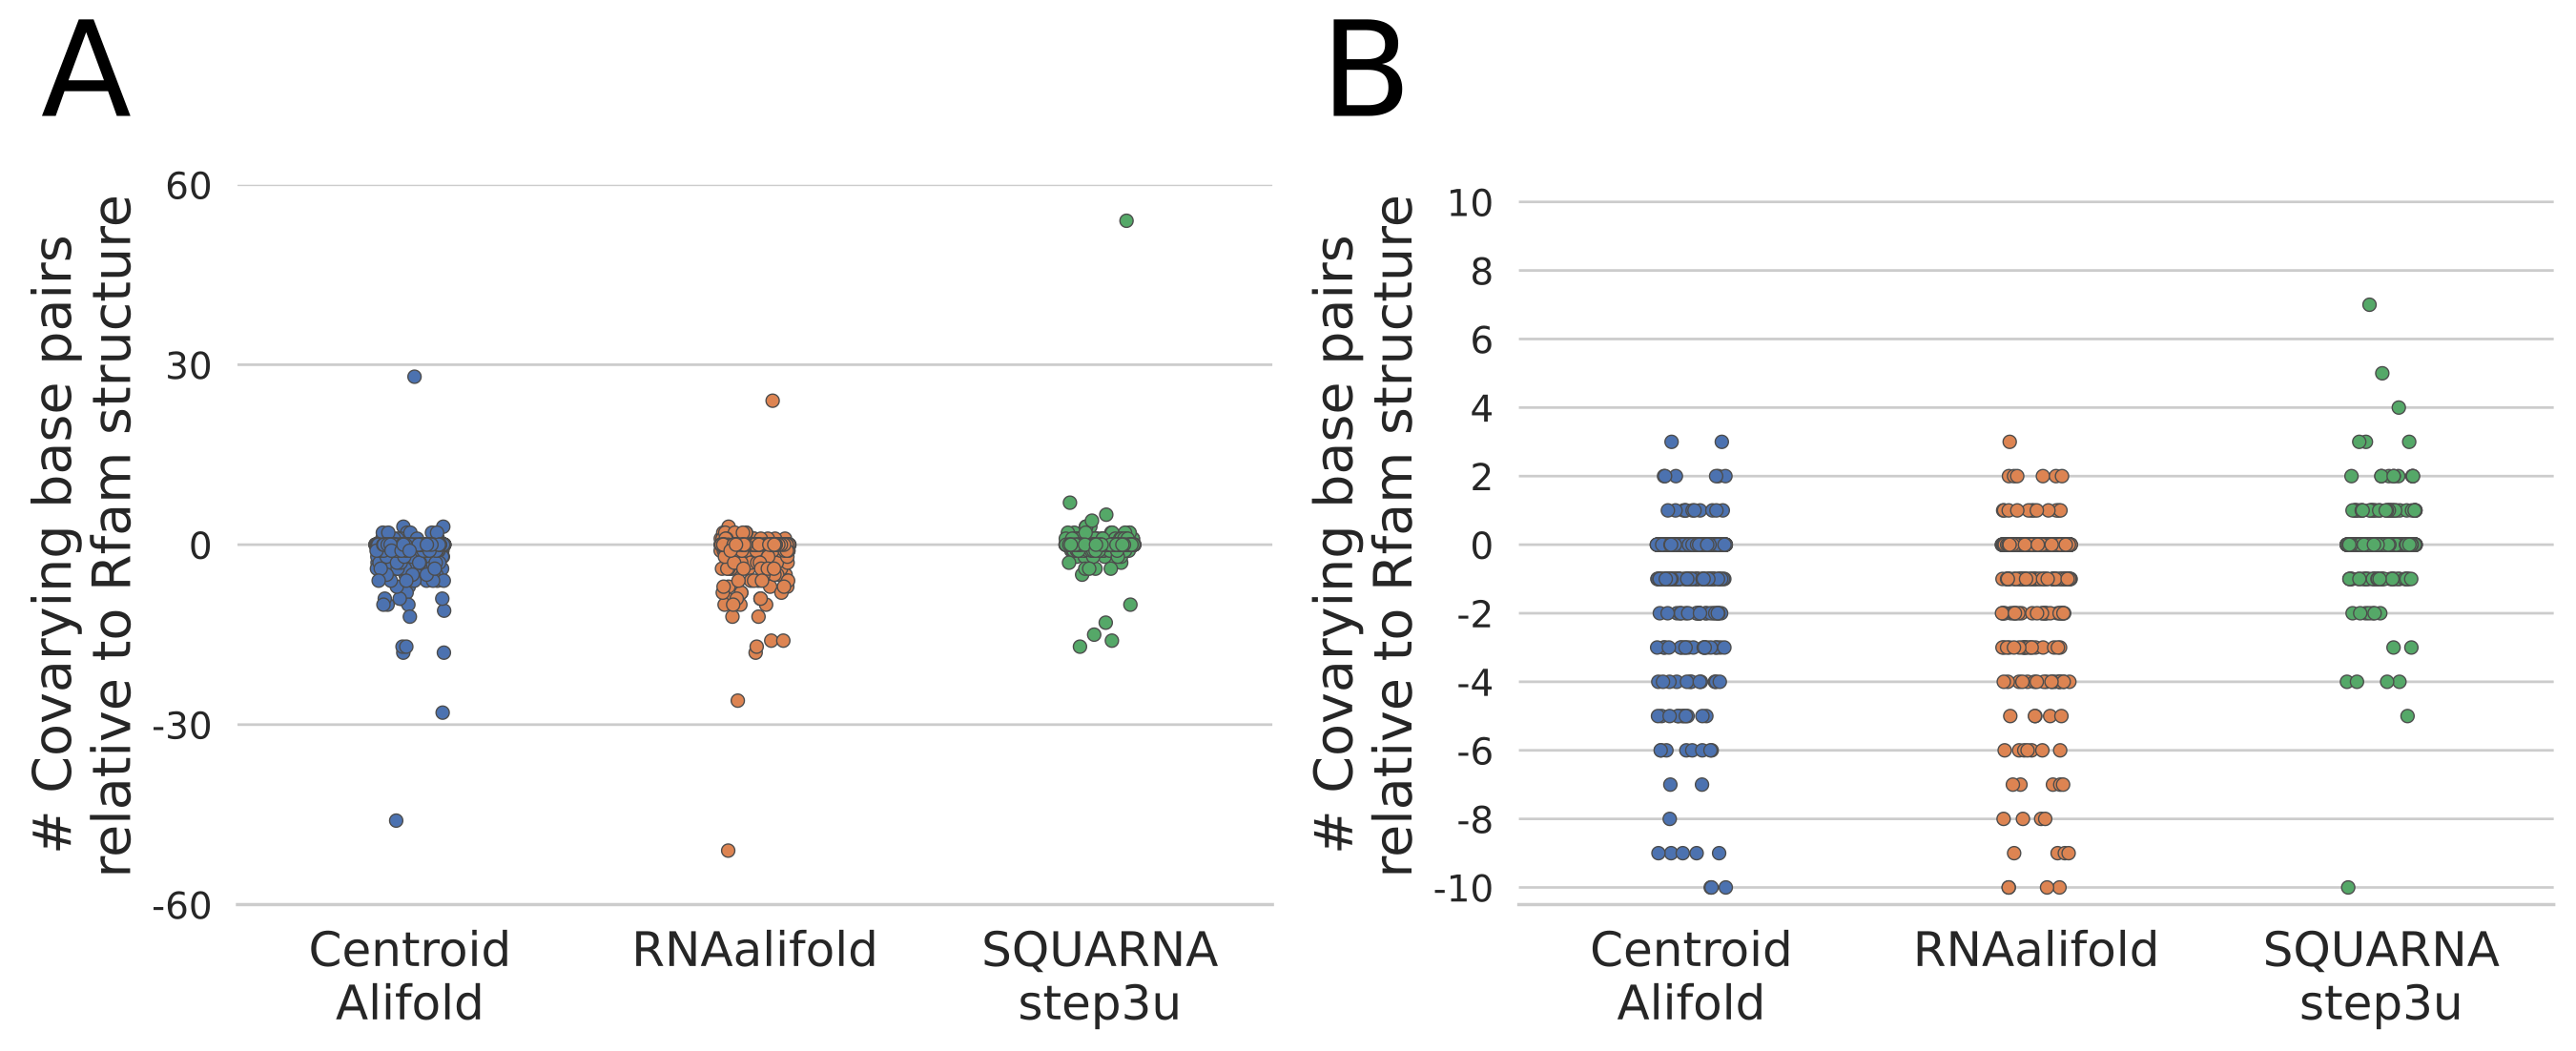 A
# Covarying base pairs
relative to Rfam structure
60
30
0
-30
-60
Centroid
Alifold
RNAalifold
SQUARNA
step3u
B
# Covarying base pairs
relative to Rfam structure
10
8
6
4
2
0
-2
-4
-6
-8
-10
Centroid
Alifold
RNAalifold
SQUARNA
step3u